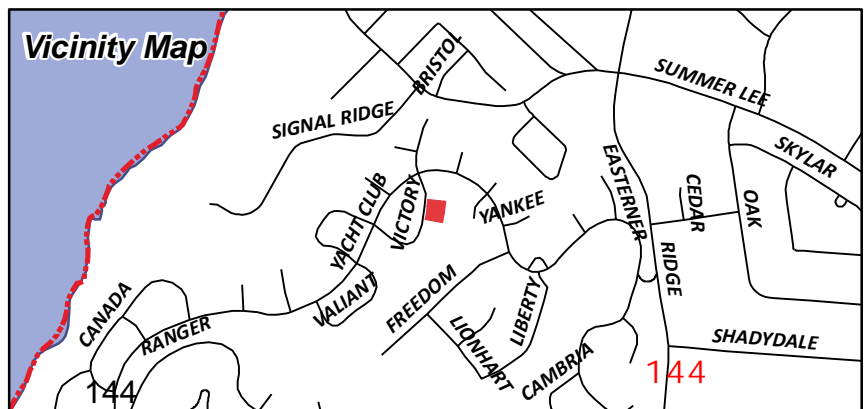 Vicinity Map
BRISTOL
SUMMER LEE
SIGNAL RIDGE
SKYLAR
EASTERNER
CEDAR
OAK
YACHT CLUB
VICTORY
YANKEE
RIDGE
VALIANT
FREEDOM
CANADA
RANGER
LIBERTY
LIONHART
SHADYDALE
CAMBRIA
144
144